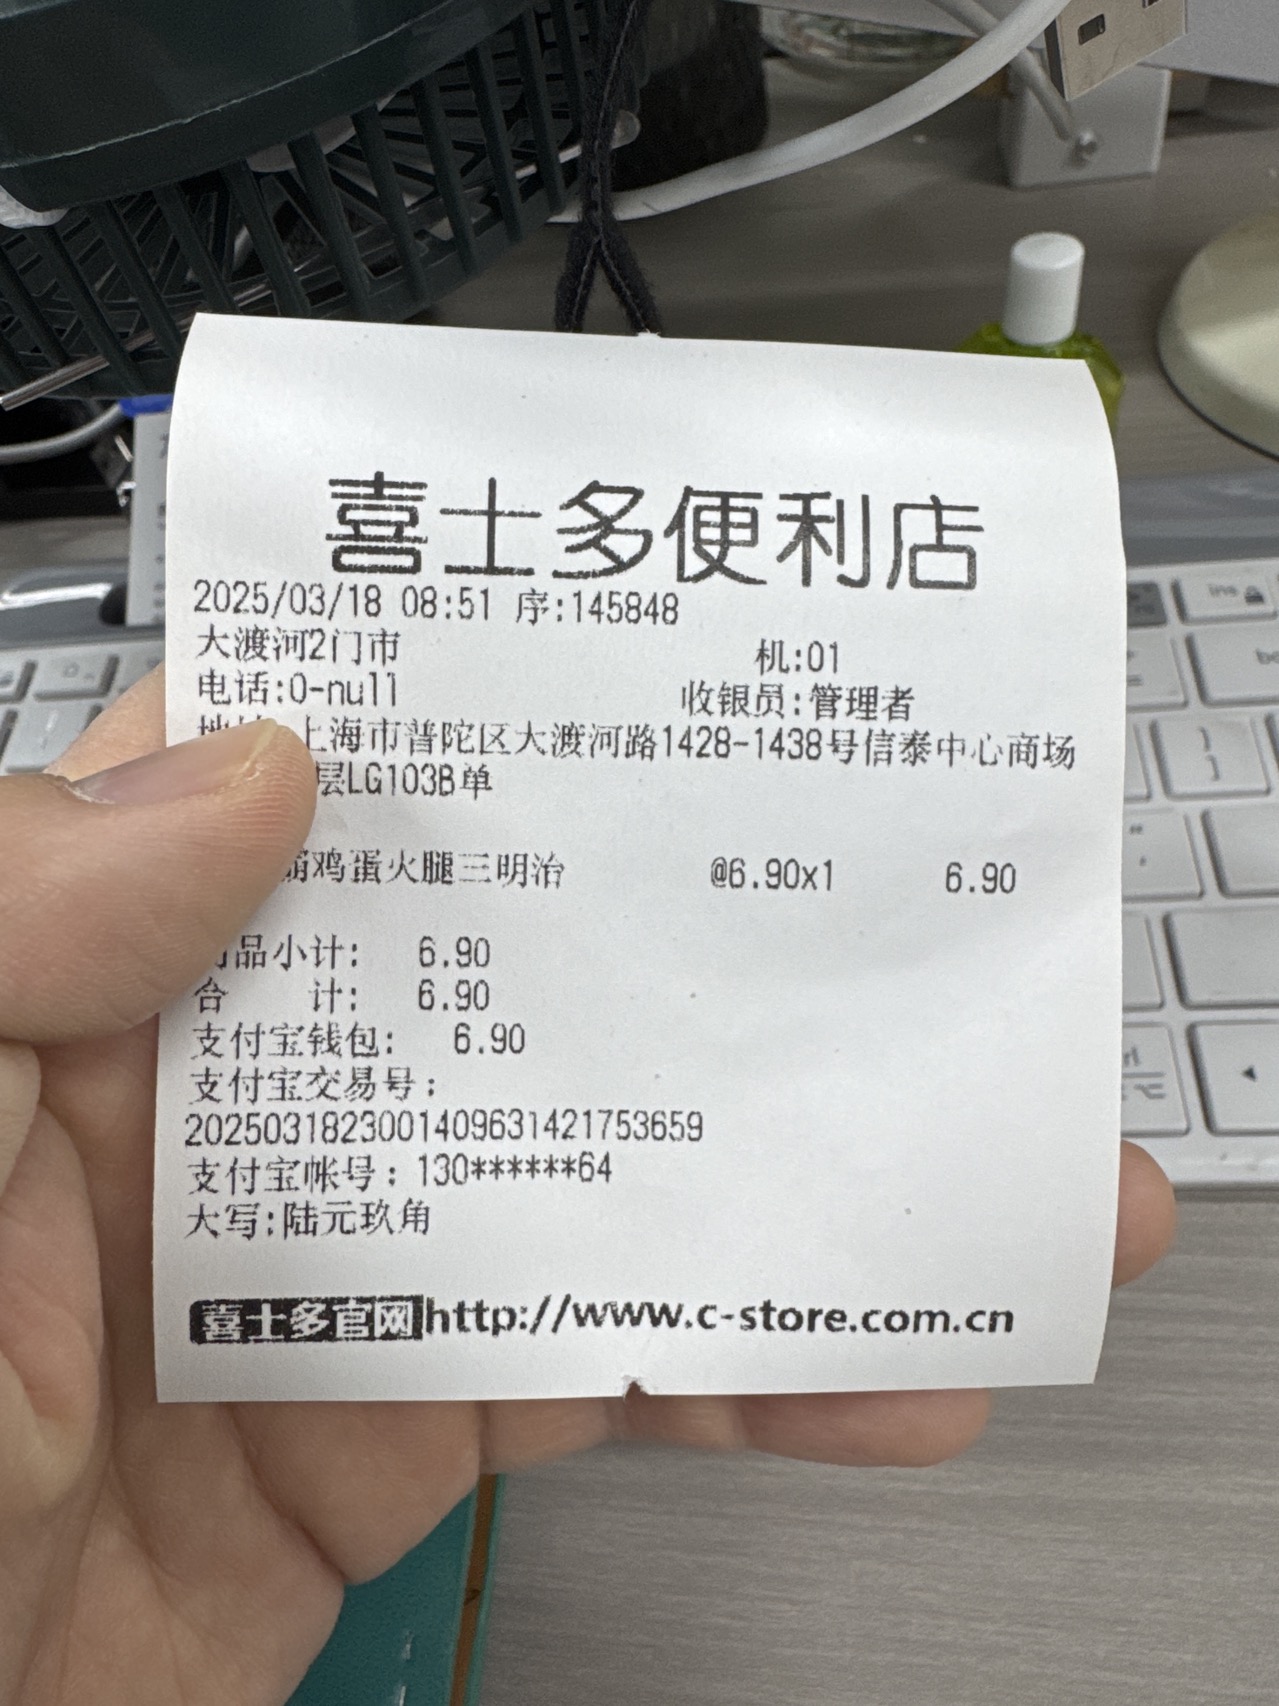 喜士多便利店
2025/03/18 08:51 序:145848
大渡河2门市 机:01
电话:0-null 收银员:管理者
上海市普陀区大渡河路1428-1438号信泰中心商场
层LG103B单
鸡蛋火腿三明治 @6.90x1 6.90
品小计: 6.90
合 计: 6.90
支付宝钱包: 6.90
支付宝交易号:
2025031823001409631421753659
支付宝帐号:130******64
大写:陆元玖角
喜士多官网http://www.c-store.com.cn